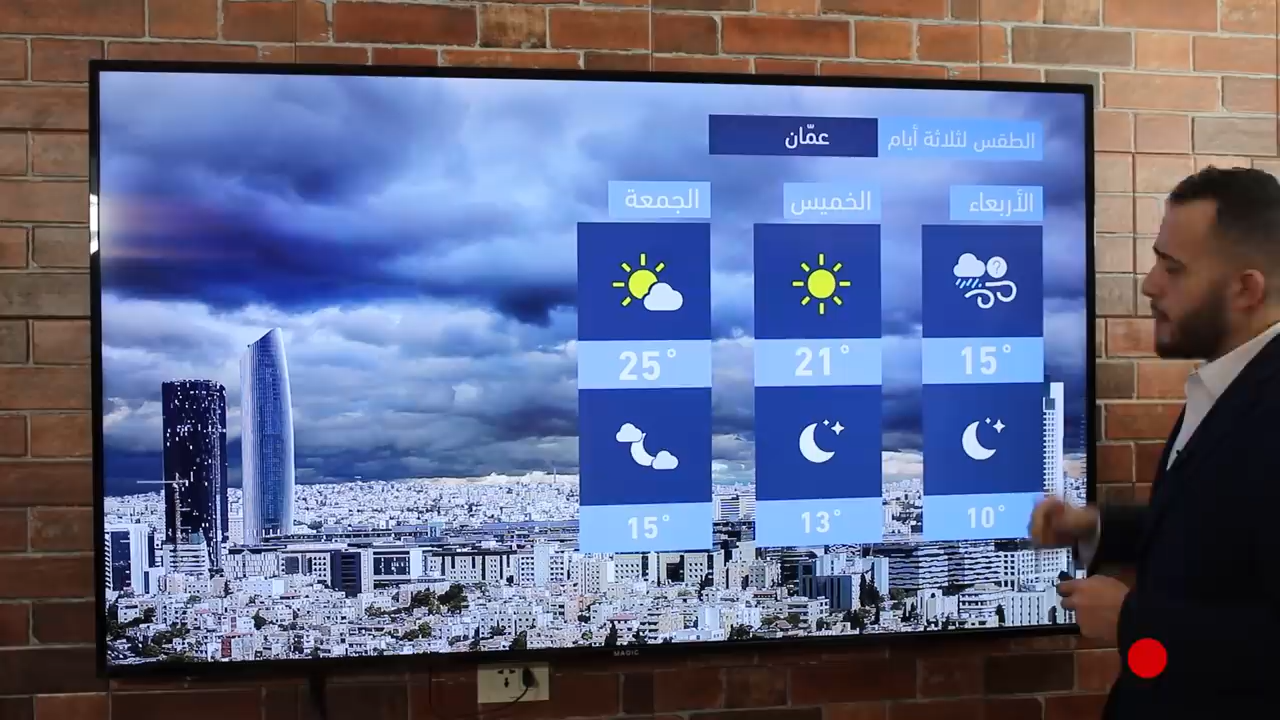 الطقس لثلاثة أيام
عمّان
الأربعاء
الخميس
الجمعة
15°
21°
25°
10°
13°
15°
MAGIC